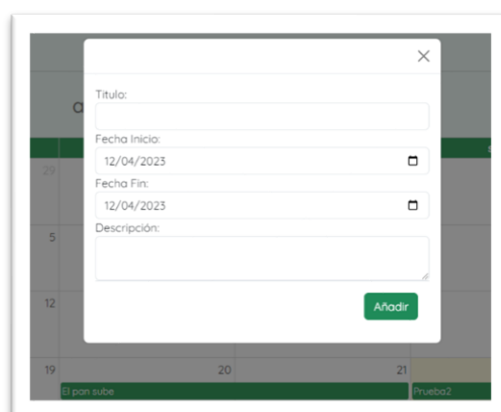 Título:
Fecha Inicio:
12/04/2023
Fecha Fin:
12/04/2023
Descripción:
Añadir
29
5
12
19
20
21
El pan sube
Prueba2